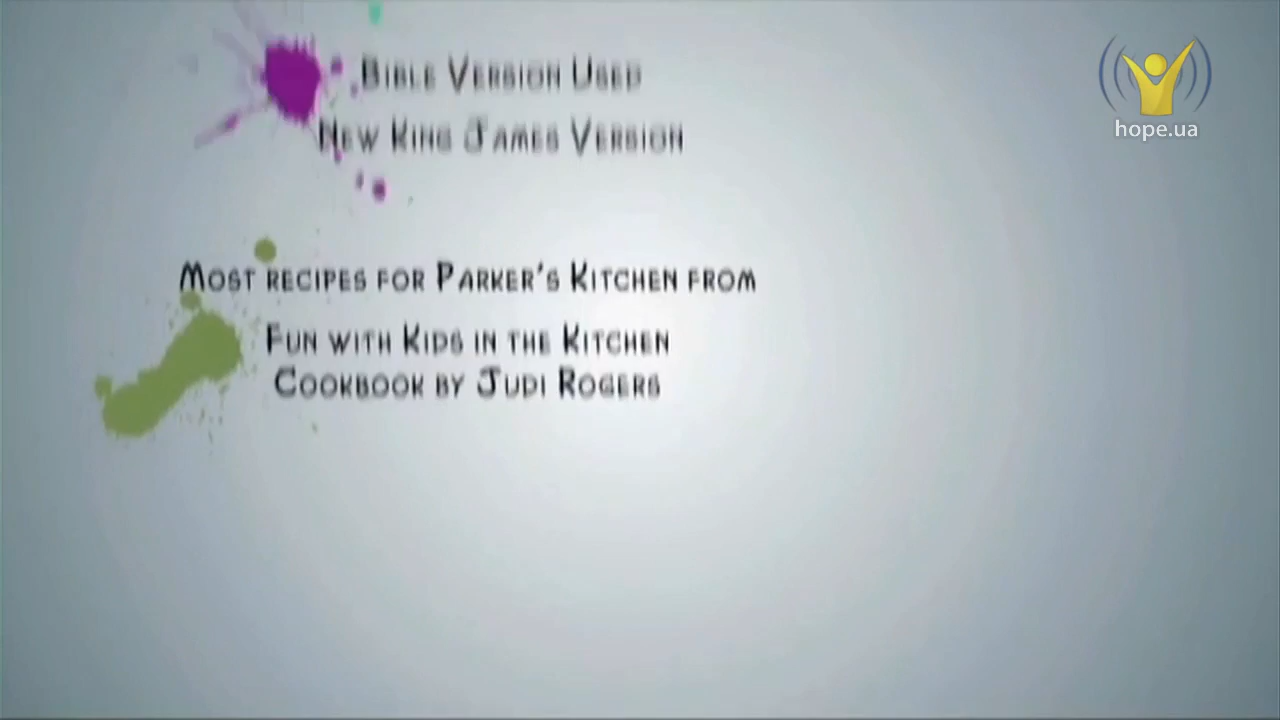 Bible Version Used
New King James Version
Most recipes for Parker's Kitchen from
Fun with Kids in the Kitchen
Cookbook by Judi Rogers
hope.ua